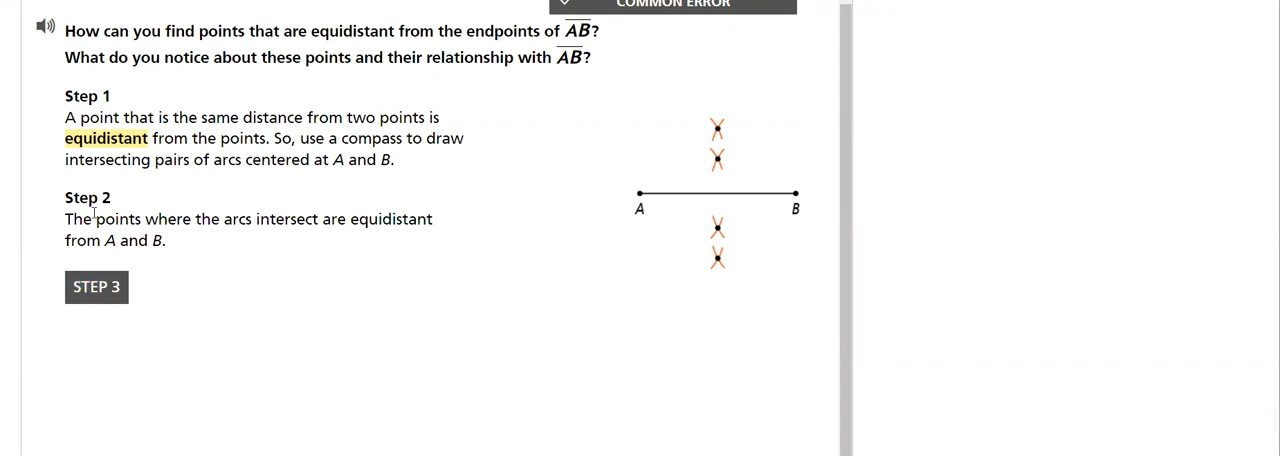 COMMON ERROR
How can you find points that are equidistant from the endpoints of AB?
What do you notice about these points and their relationship with AB?
Step 1
A point that is the same distance from two points is
equidistant from the points. So, use a compass to draw
intersecting pairs of arcs centered at A and B.
Step 2
The points where the arcs intersect are equidistant
from A and B.
STEP 3
A
B